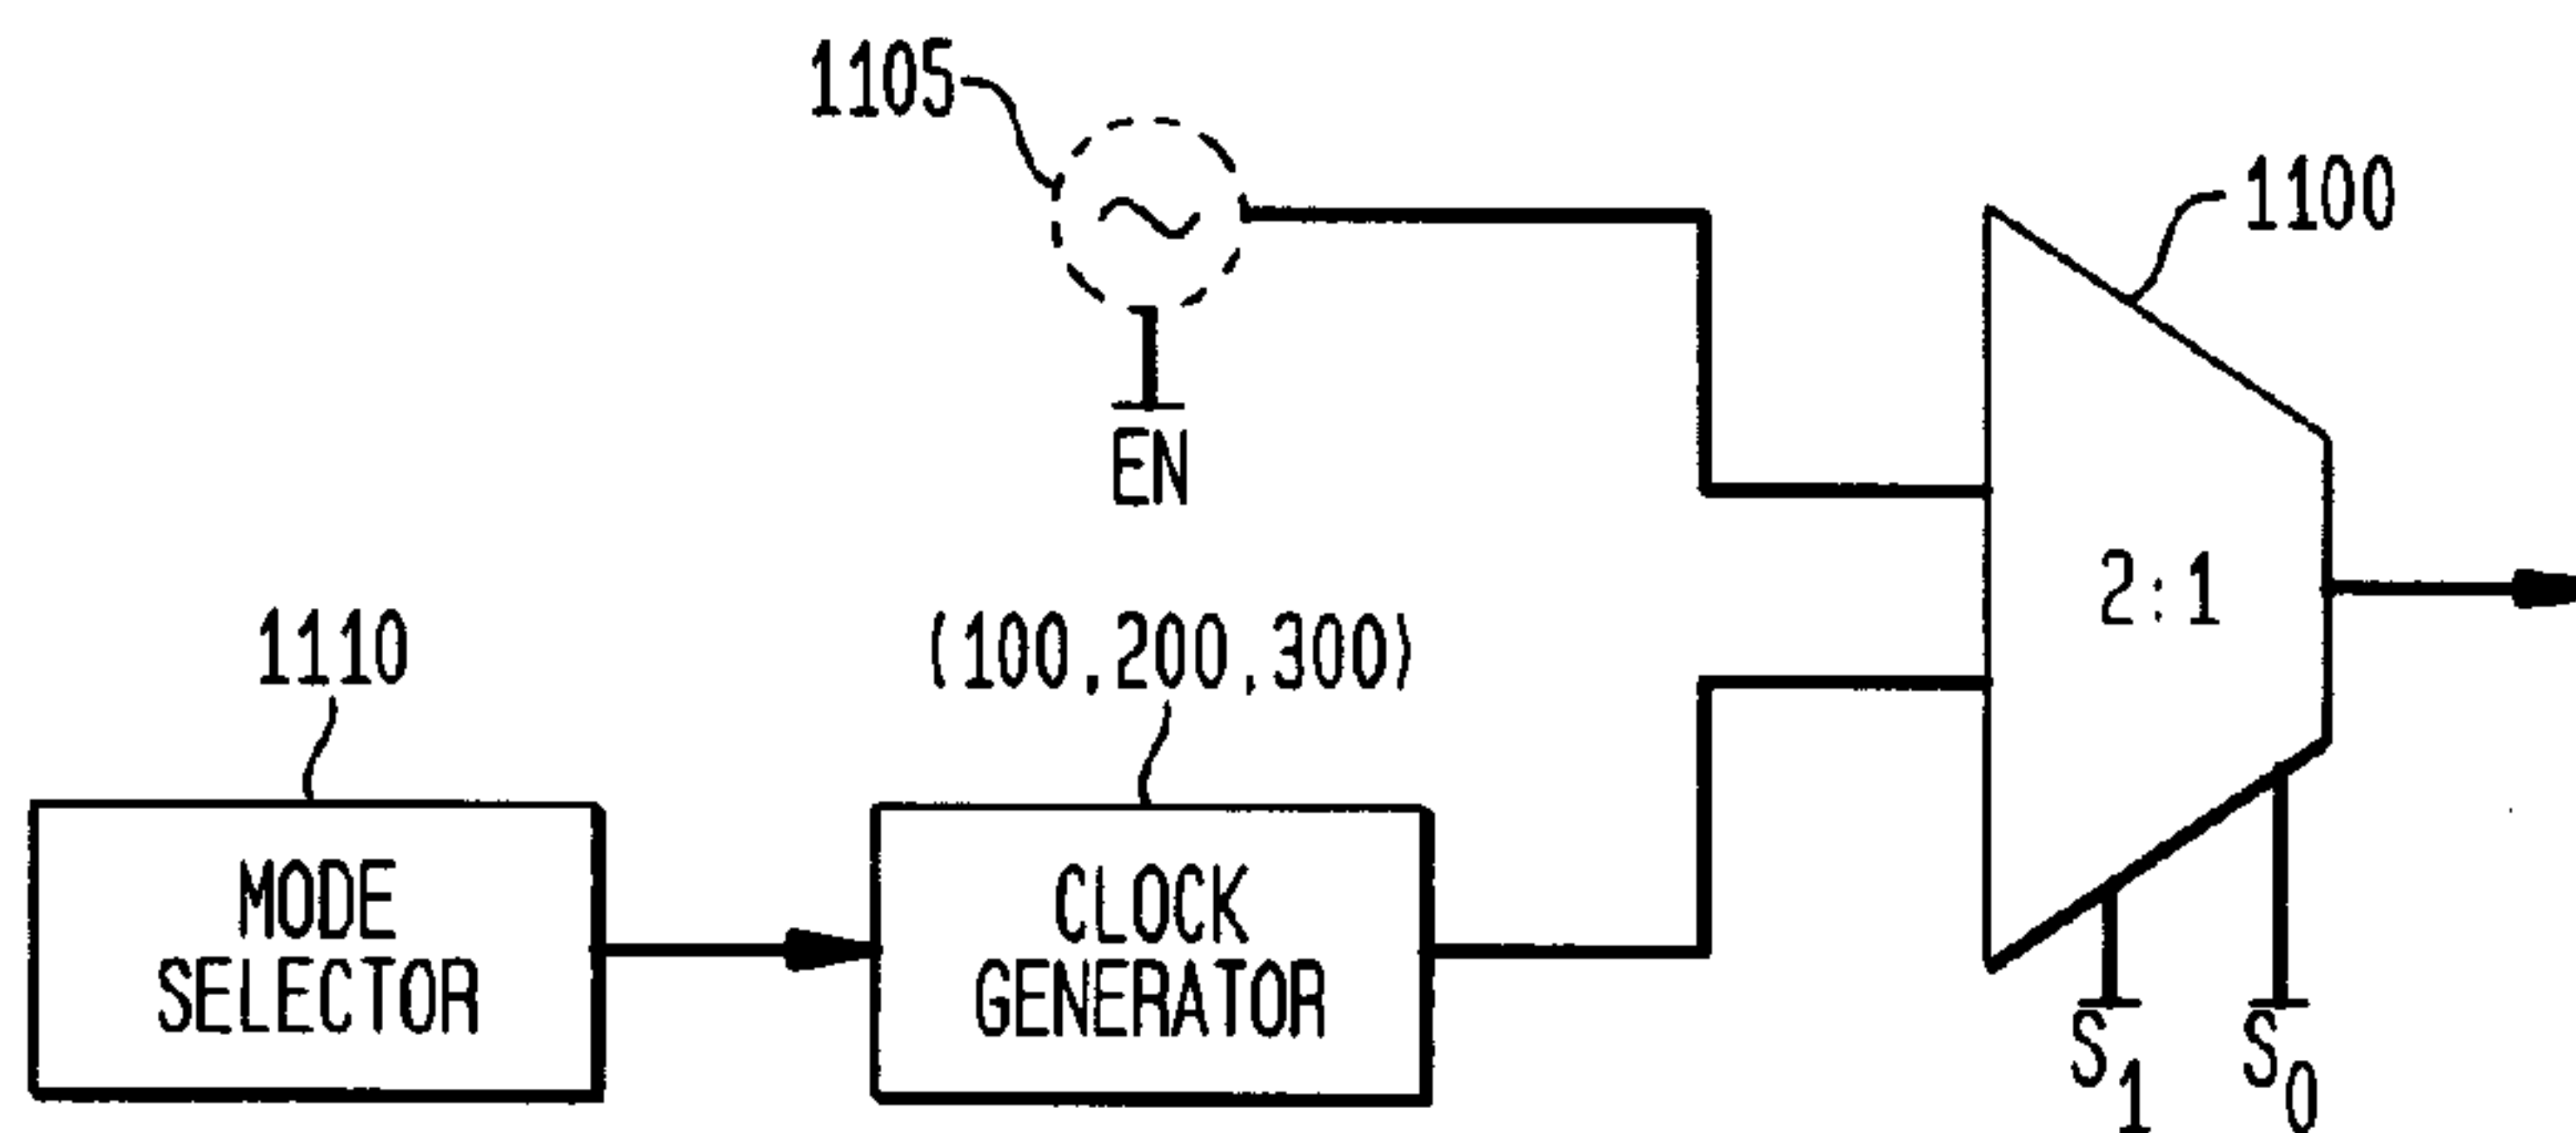 1105
1100
EN
2:1
1110
(100,200,300)
MODE
SELECTOR
CLOCK
GENERATOR
S1
S0